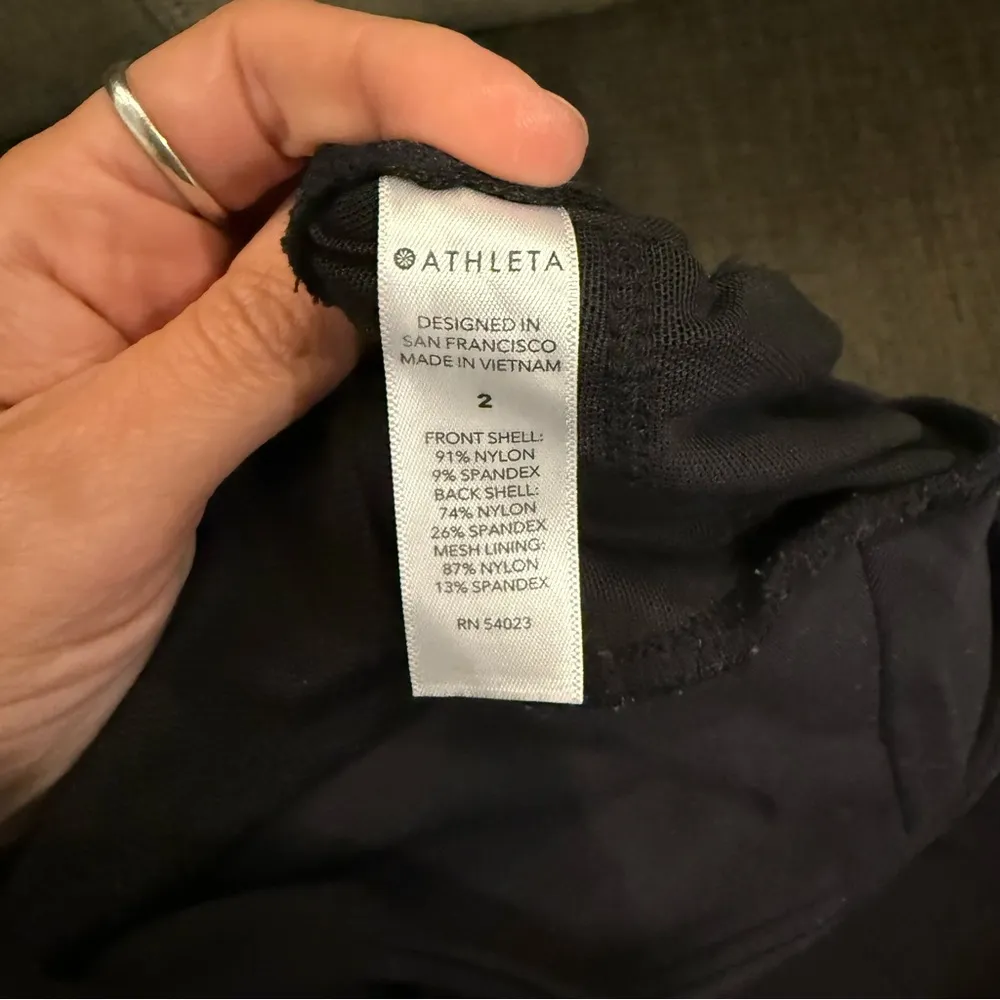 ATHLETA
DESIGNED IN
SAN FRANCISCO
MADE IN VIETNAM
2
FRONT SHELL:
91% NYLON
9% SPANDEX
BACK SHELL:
74% NYLON
26% SPANDEX
MESH LINING:
87% NYLON
13% SPANDEX
RN 54023